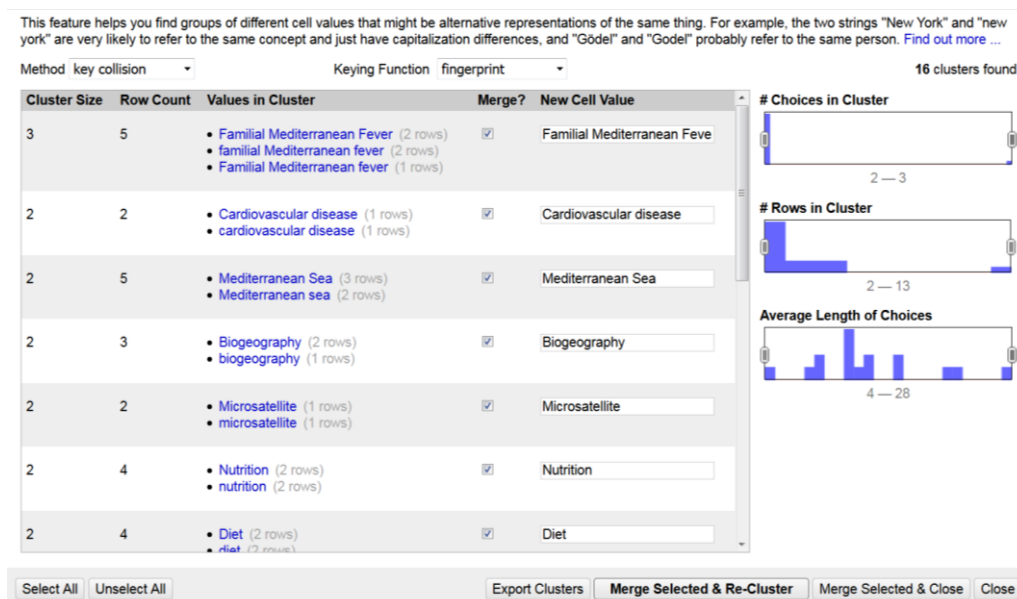 This feature helps you find groups of different cell values that might be alternative representations of the same thing. For example, the two strings "New York" and "new
york" are very likely to refer to the same concept and just have capitalization differences, and "Gödel" and "Godel" probably refer to the same person. Find out more ...
Method key collision Keying Function fingerprint 16 clusters found
Cluster Size Row Count Values in Cluster Merge? New Cell Value
3 5 • Familial Mediterranean Fever (2 rows) Familial Mediterranean Feve
• familial Mediterranean fever (2 rows)
• Familial Mediterranean fever (1 rows)
2 2 • Cardiovascular disease (1 rows) Cardiovascular disease
• cardiovascular disease (1 rows)
2 5 • Mediterranean Sea (3 rows) Mediterranean Sea
• Mediterranean sea (2 rows)
2 3 • Biogeography (2 rows) Biogeography
• biogeography (1 rows)
2 2 • Microsatellite (1 rows) Microsatellite
• microsatellite (1 rows)
2 4 • Nutrition (2 rows) Nutrition
• nutrition (2 rows)
2 4 • Diet (2 rows) Diet
• diet (2 rows)
# Choices in Cluster
2 — 3
# Rows in Cluster
2 — 13
Average Length of Choices
4 — 28
Select All Unselect All Export Clusters Merge Selected & Re-Cluster Merge Selected & Close Close